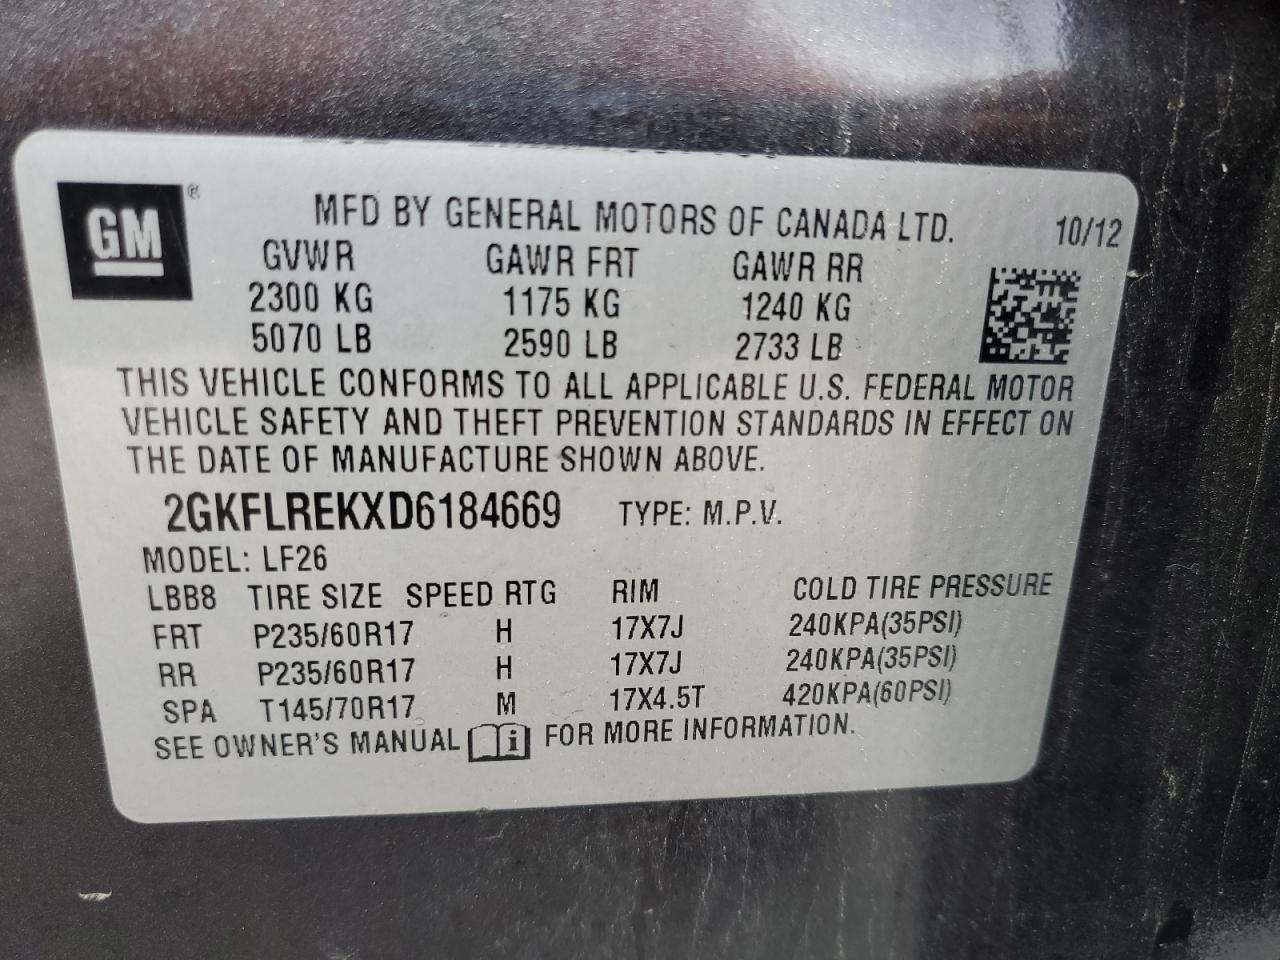 GM ®
MFD BY GENERAL MOTORS OF CANADA LTD. 10/12
GVWR GAWR FRT GAWR RR
2300 KG 1175 KG 1240 KG
5070 LB 2590 LB 2733 LB
THIS VEHICLE CONFORMS TO ALL APPLICABLE U.S. FEDERAL MOTOR
VEHICLE SAFETY AND THEFT PREVENTION STANDARDS IN EFFECT ON
THE DATE OF MANUFACTURE SHOWN ABOVE.
2GKFLREKXD6184669 TYPE: M.P.V.
MODEL: LF26
LBB8 TIRE SIZE SPEED RTG RIM COLD TIRE PRESSURE
FRT P235/60R17 H 17X7J 240KPA(35PSI)
RR P235/60R17 H 17X7J 240KPA(35PSI)
SPA T145/70R17 M 17X4.5T 420KPA(60PSI)
SEE OWNER'S MANUAL i FOR MORE INFORMATION.